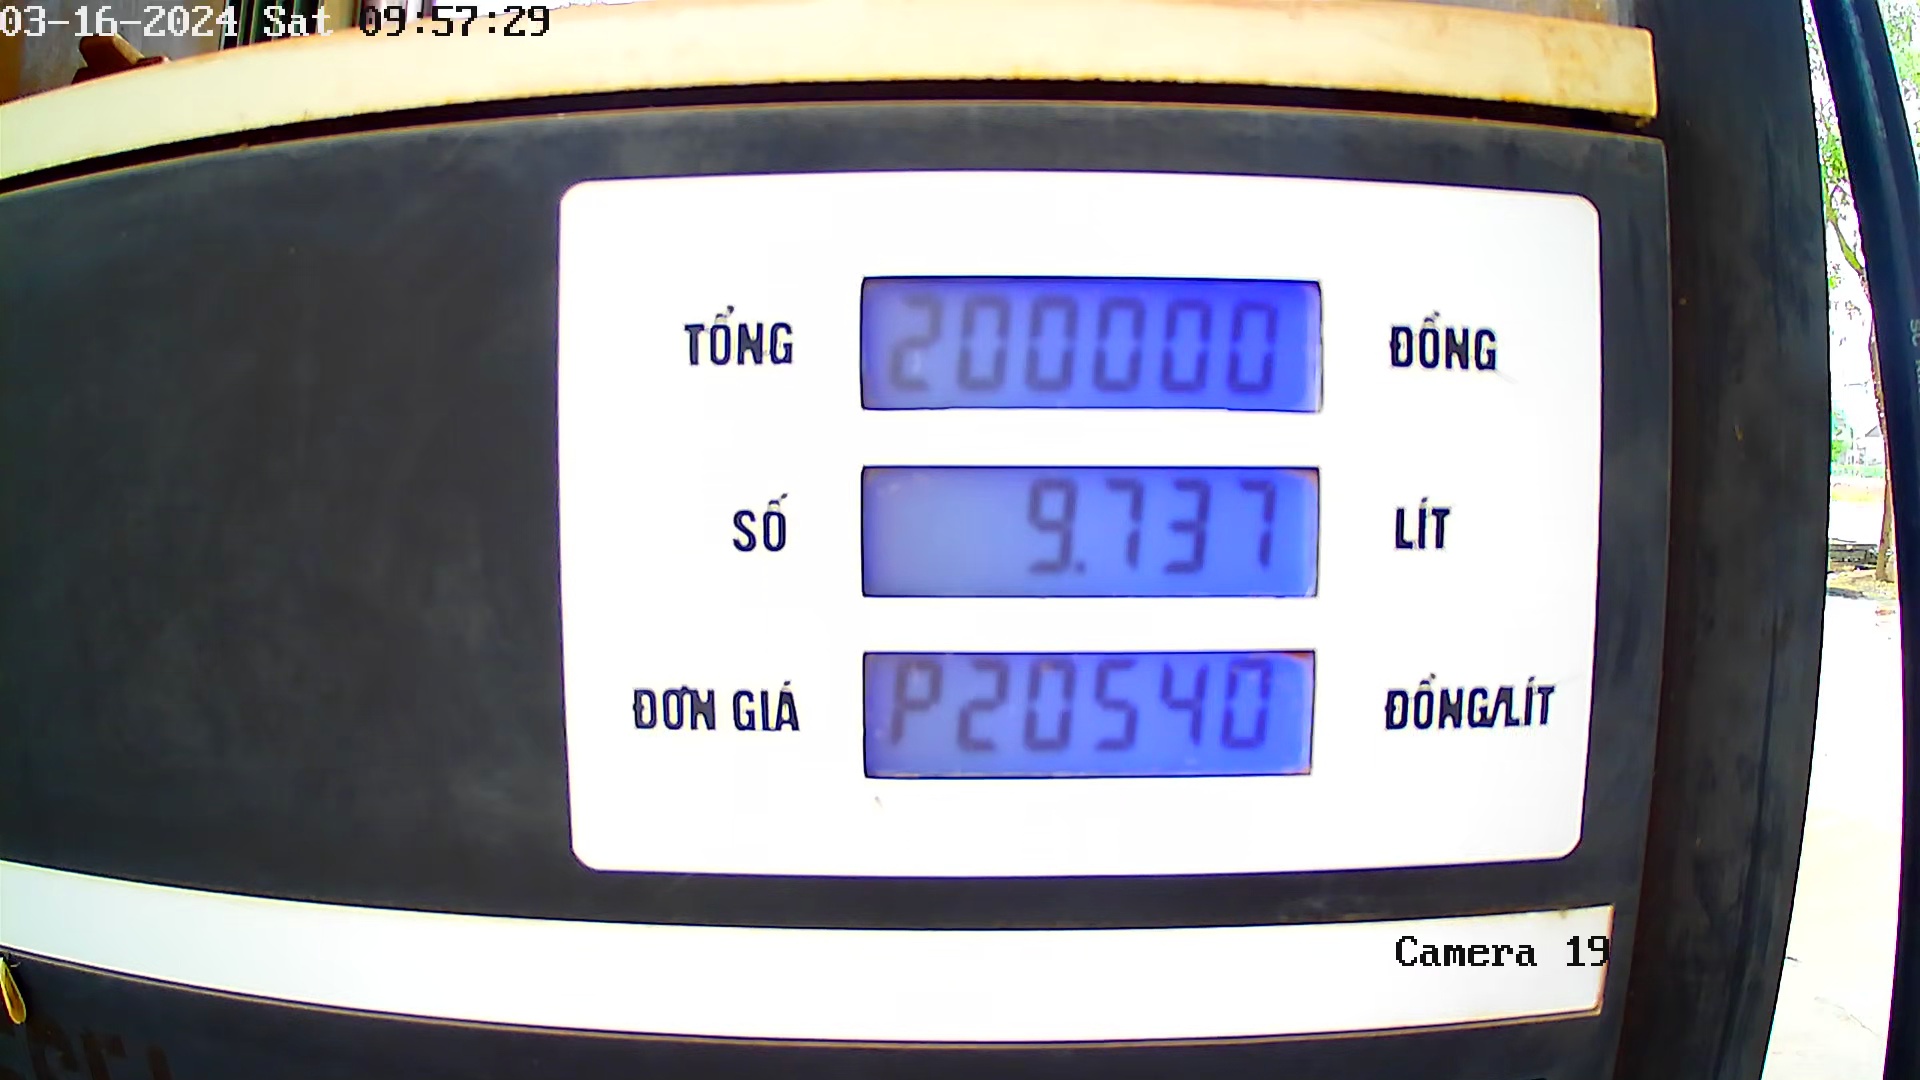 03-16-2024 Sat 09:57:29
TỔNG 200000 ĐỒNG
SỐ 9.737 LÍT
ĐƠN GIÁ P20540 ĐỒNG/LÍT
Camera 19